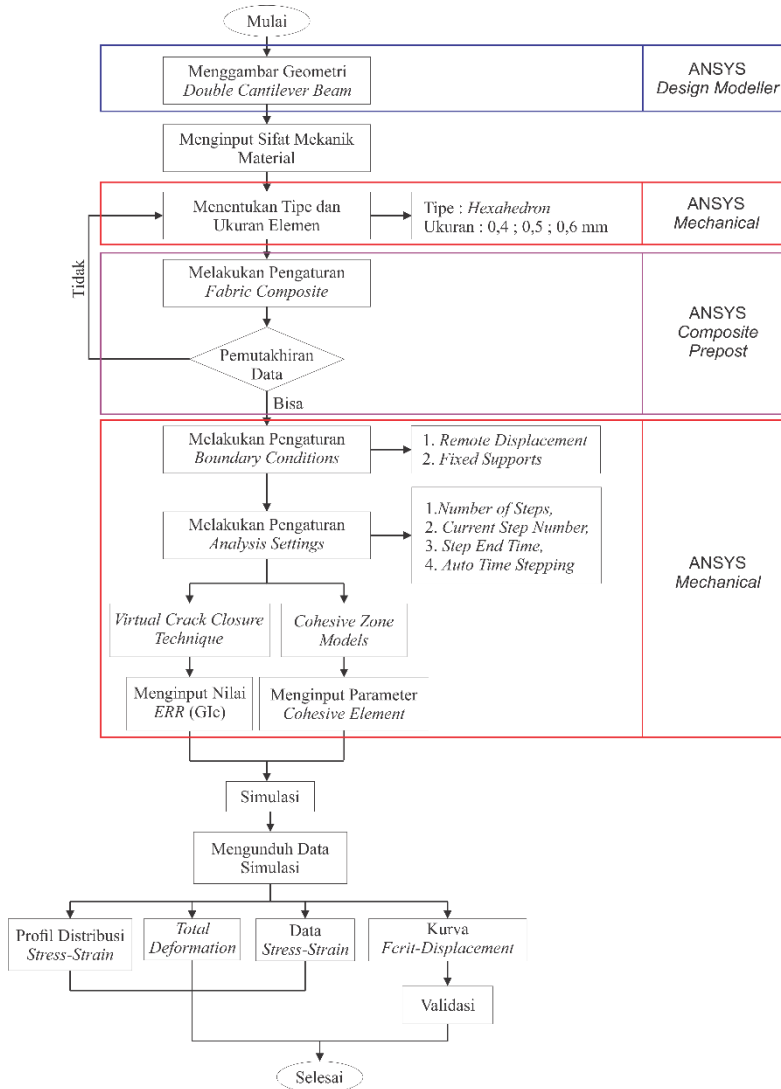 Mulai
Menggambar Geometri
Double Cantilever Beam
ANSYS
Design Modeller
Menginput Sifat Mekanik
Material
Menentukan Tipe dan
Ukuran Elemen
Tipe : Hexahedron
Ukuran : 0,4 ; 0,5 ; 0,6 mm
ANSYS
Mechanical
Tidak
Melakukan Pengaturan
Fabric Composite
Pemutakhiran
Data
Bisa
ANSYS
Composite
Prepost
Melakukan Pengaturan
Boundary Conditions
1. Remote Displacement
2. Fixed Supports
Melakukan Pengaturan
Analysis Settings
1.Number of Steps,
2. Current Step Number,
3. Step End Time,
4. Auto Time Stepping
ANSYS
Mechanical
Virtual Crack Closure
Technique
Cohesive Zone
Models
Menginput Nilai
ERR (GIc)
Menginput Parameter
Cohesive Element
Simulasi
Mengunduh Data
Simulasi
Profil Distribusi
Stress-Strain
Total
Deformation
Data
Stress-Strain
Kurva
Fcrit-Displacement
Validasi
Selesai